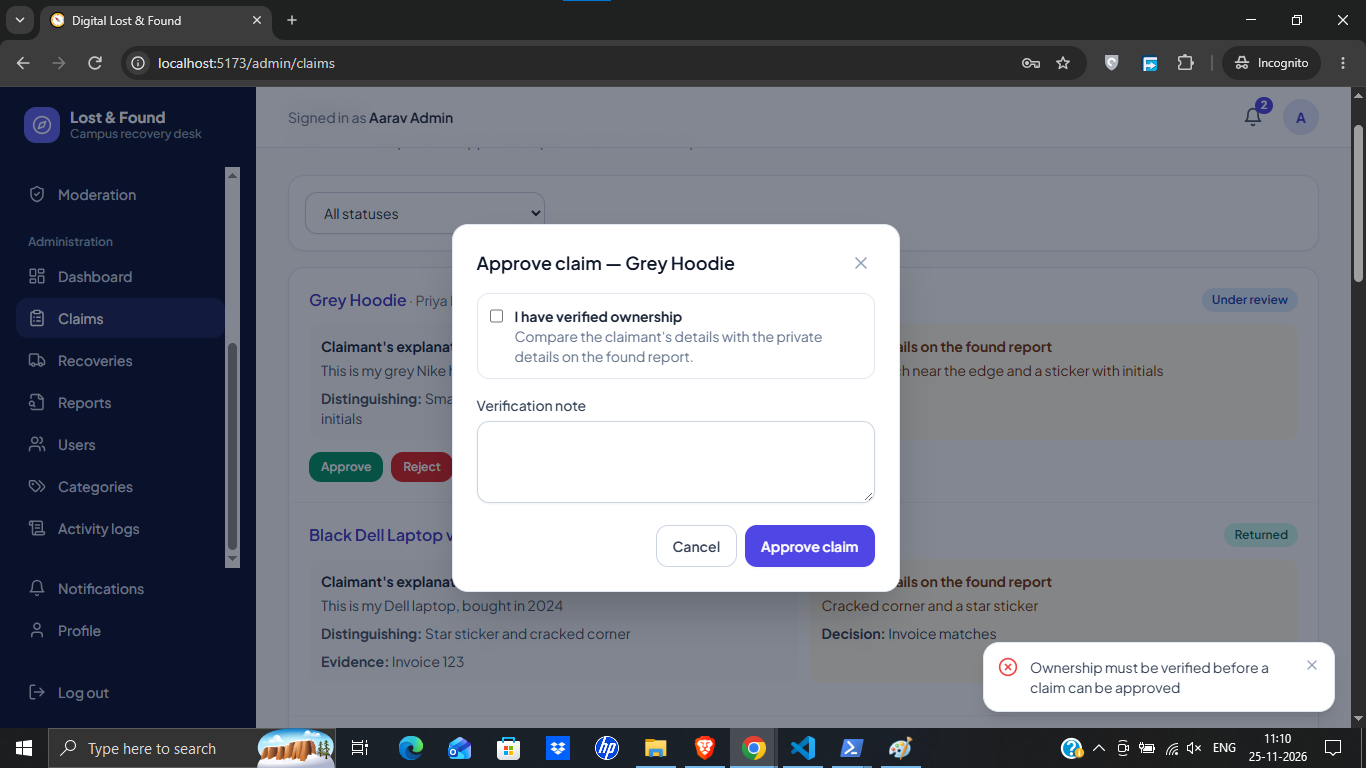 Digital Lost & Found
localhost:5173/admin/claims
Incognito
Lost & Found
Campus recovery desk
Signed in as Aarav Admin
2
A
Moderation
Administration
Dashboard
Claims
Recoveries
Reports
Users
Categories
Activity logs
Notifications
Profile
Log out
All statuses
Grey Hoodie · Priya
Under review
Claimant's
This is my grey Nike
Distinguishing:
initials
on the found report
near the edge and a sticker with initials
Approve
Reject
Approve claim — Grey Hoodie
I have verified ownership
Compare the claimant's details with the private
details on the found report.
Verification note
Cancel
Approve claim
Black Dell Laptop
Returned
Claimant's
This is my Dell laptop, bought in 2024
Distinguishing: Star sticker and cracked corner
Evidence: Invoice 123
on the found report
Cracked corner and a star sticker
Decision: Invoice matches
Ownership must be verified before a
claim can be approved
Type here to search
ENG
11:10
25-11-2026